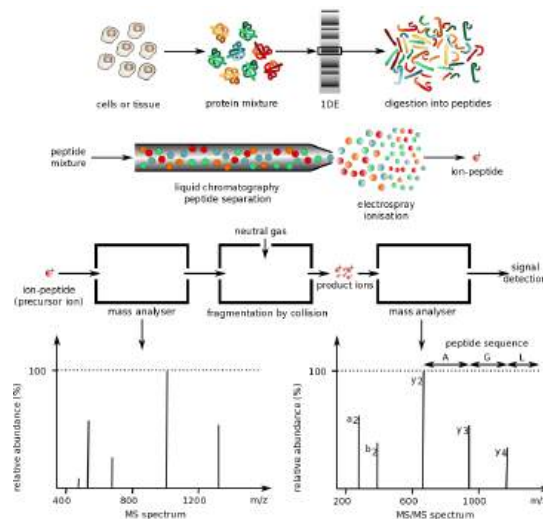 cells or tissue
protein mixture
1DE
digestion into peptides
peptide
mixture
liquid chromatography
peptide separation
electrospray
ionisation
e⁺
ion-peptide
neutral gas
e⁺
ion-peptide
(precursor ion)
product ions
signal
detection
mass analyser
fragmentation by collision
mass analyser
relative abundance (%)
100
400
800
1200
m/z
MS spectrum
peptide sequence
A
G
L
relative abundance (%)
100
a2
b2
y2
y3
y4
200
600
1000
m/z
MS/MS spectrum